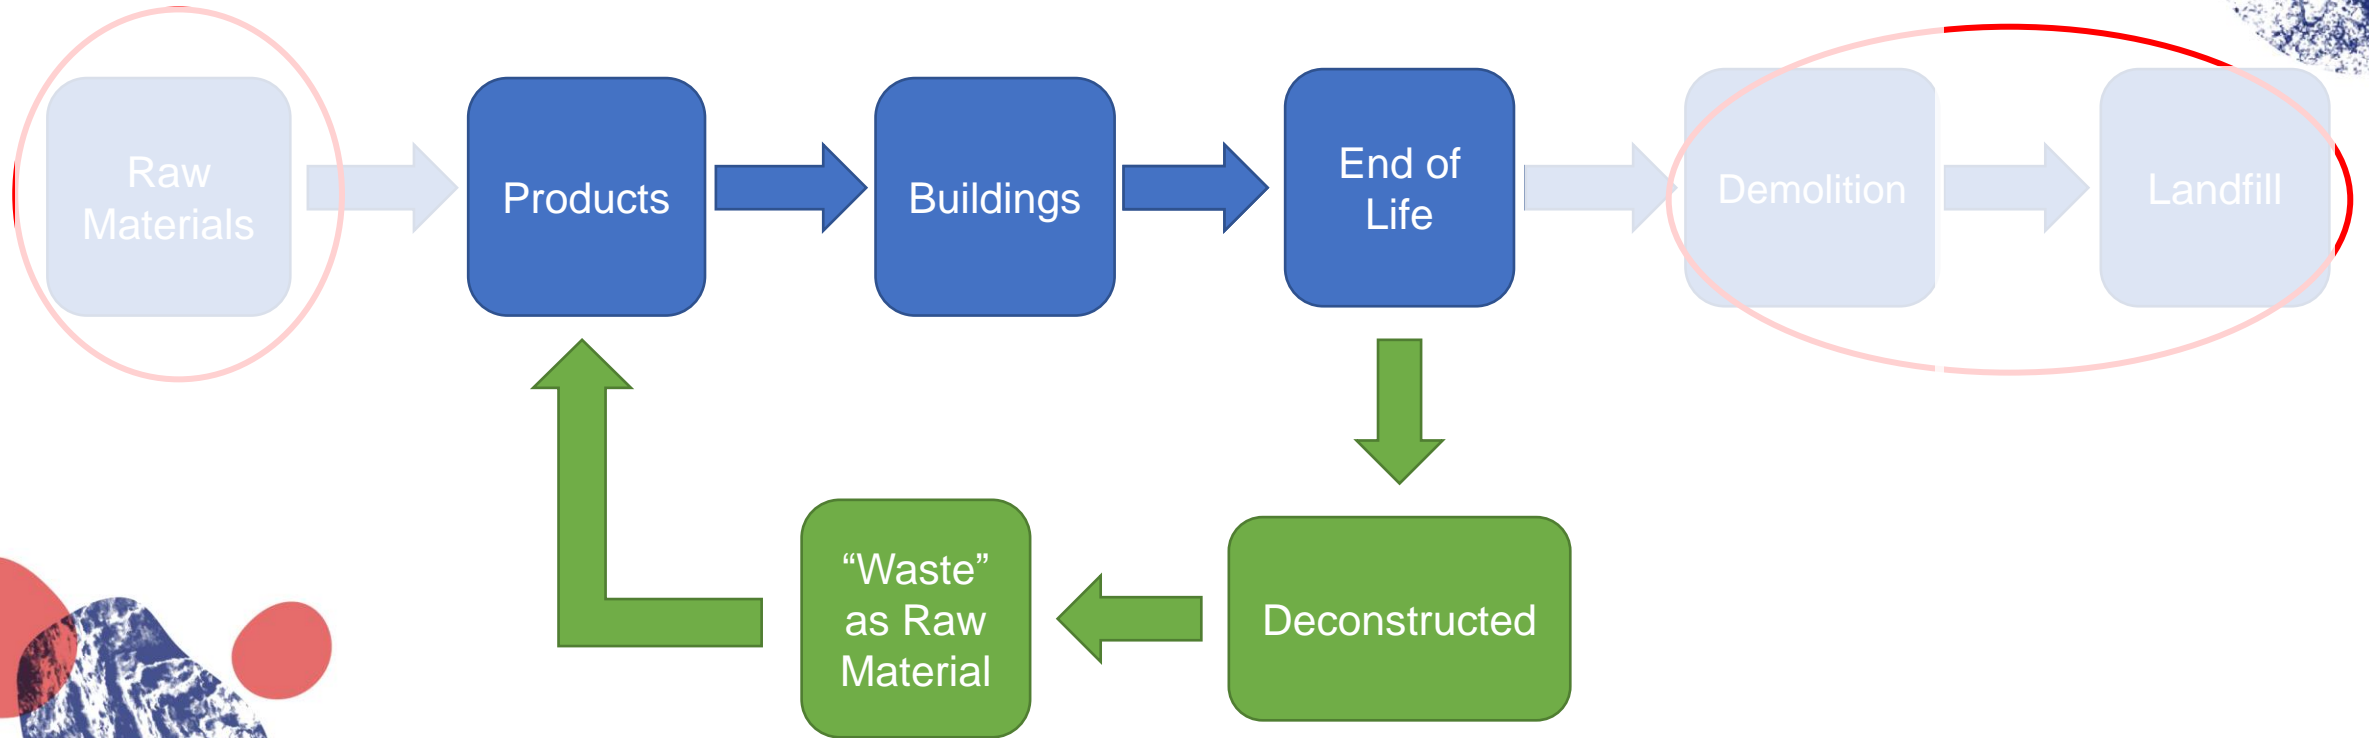 Raw
Materials
Products
Buildings
End of
Life
Demolition
Landfill
“Waste”
as Raw
Material
Deconstructed